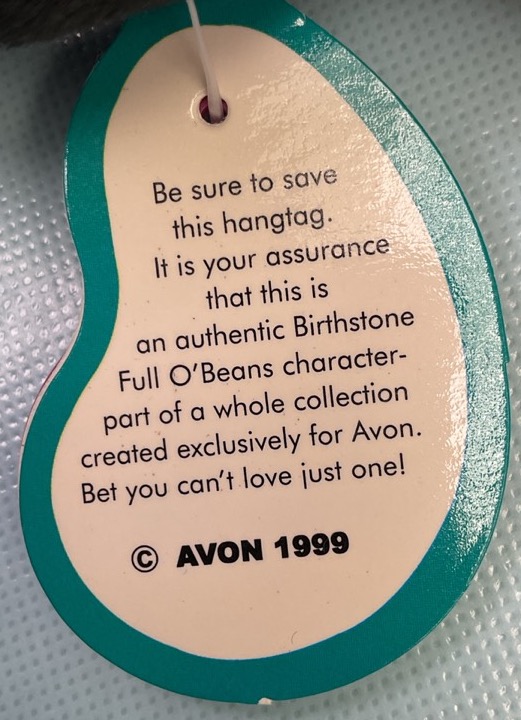 Be sure to save
this hangtag.
It is your assurance
that this is
an authentic Birthstone
Full O'Beans character-
part of a whole collection
created exclusively for Avon.
Bet you can't love just one!
© AVON 1999